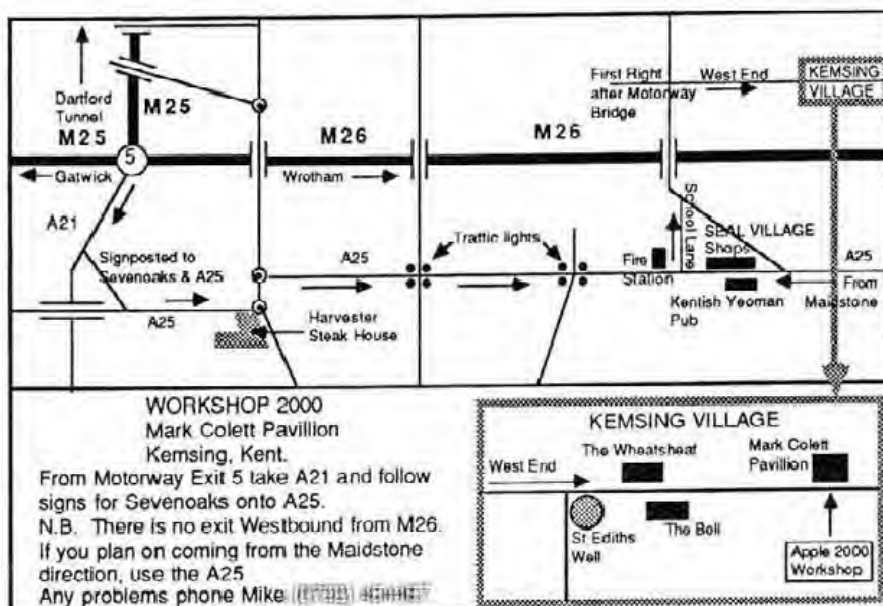 Dartford
Tunnel
M25
M25
5
Gatwick
M26
Wrotham
M26
First Right
after Motorway
Bridge
West End
KEMSING
VILLAGE
A21
Signposted to
Sevenoaks & A25
A25
Harvester
Steak House
A25
Traffic lights
Fire
Station
School Lane
SEAL VILLAGE
Shops
Kentish Yeoman
Pub
A25
From
Maidstone
WORKSHOP 2000
Mark Colett Pavillion
Kemsing, Kent.
From Motorway Exit 5 take A21 and follow
signs for Sevenoaks onto A25.
N.B. There is no exit Westbound from M26.
If you plan on coming from the Maidstone
direction, use the A25
Any problems phone Mike
KEMSING VILLAGE
West End
The Wheatsheaf
Mark Colett
Pavillion
St Ediths
Well
The Bell
Apple 2000
Workshop